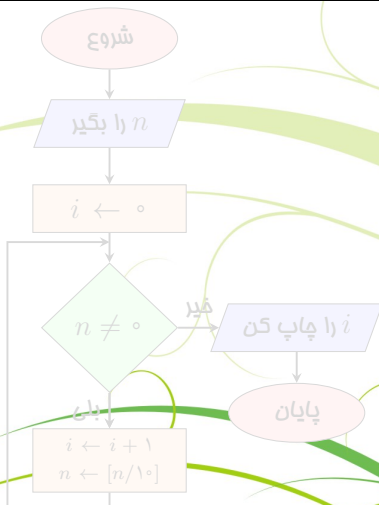 شروع
n را بگیر
i ← ۰
n ≠ ۰
خیر
i را چاپ کن
پایان
بلی
i ← i + ۱
n ← [n/۱۰]